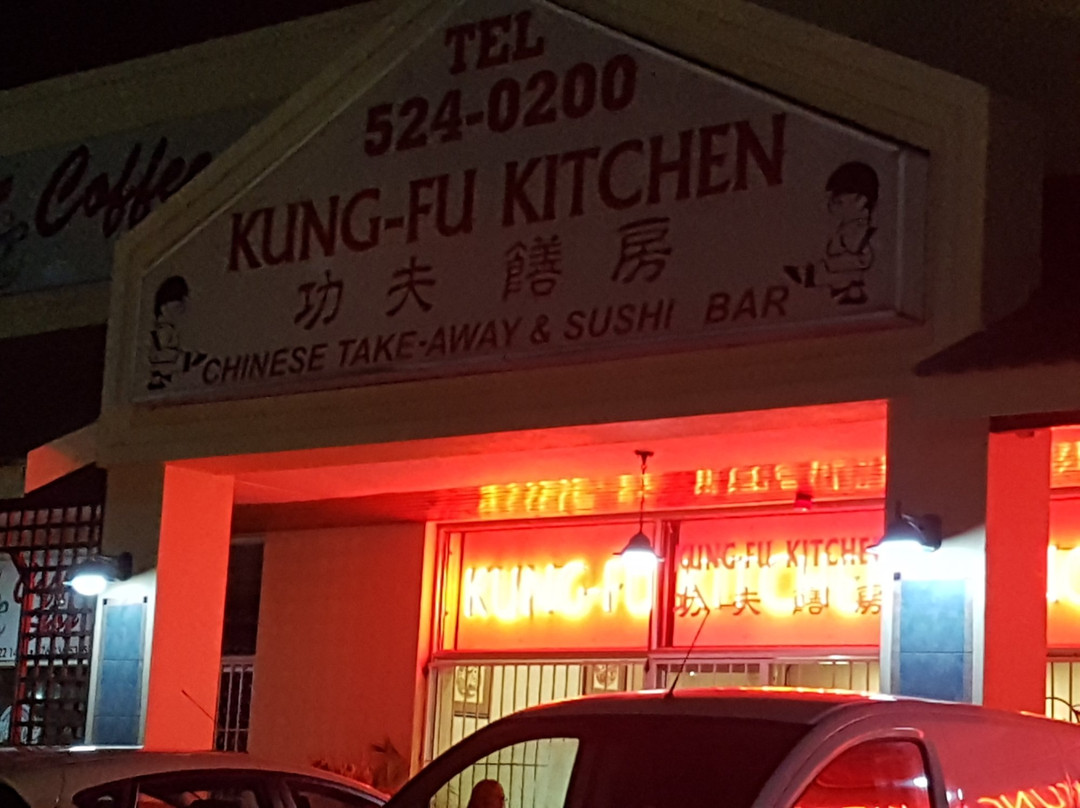 TEL
524-0200
KUNG-FU KITCHEN
功夫膳房
CHINESE TAKE-AWAY & SUSHI BAR
Coffee
KUNG-FU
KUNG-FU KITCHEN
功夫膳房